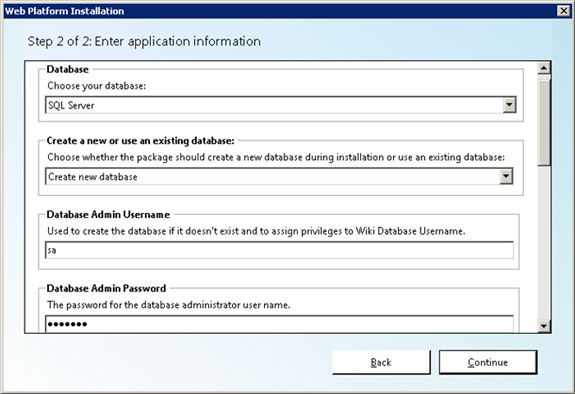 Web Platform Installation
Step 2 of 2: Enter application information
Database
Choose your database:
SQL Server
Create a new or use an existing database:
Choose whether the package should create a new database during installation or use an existing database:
Create new database
Database Admin Username
Used to create the database if it doesn't exist and to assign privileges to Wiki Database Username.
sa
Database Admin Password
The password for the database administrator user name.
•••••••
Back
Continue